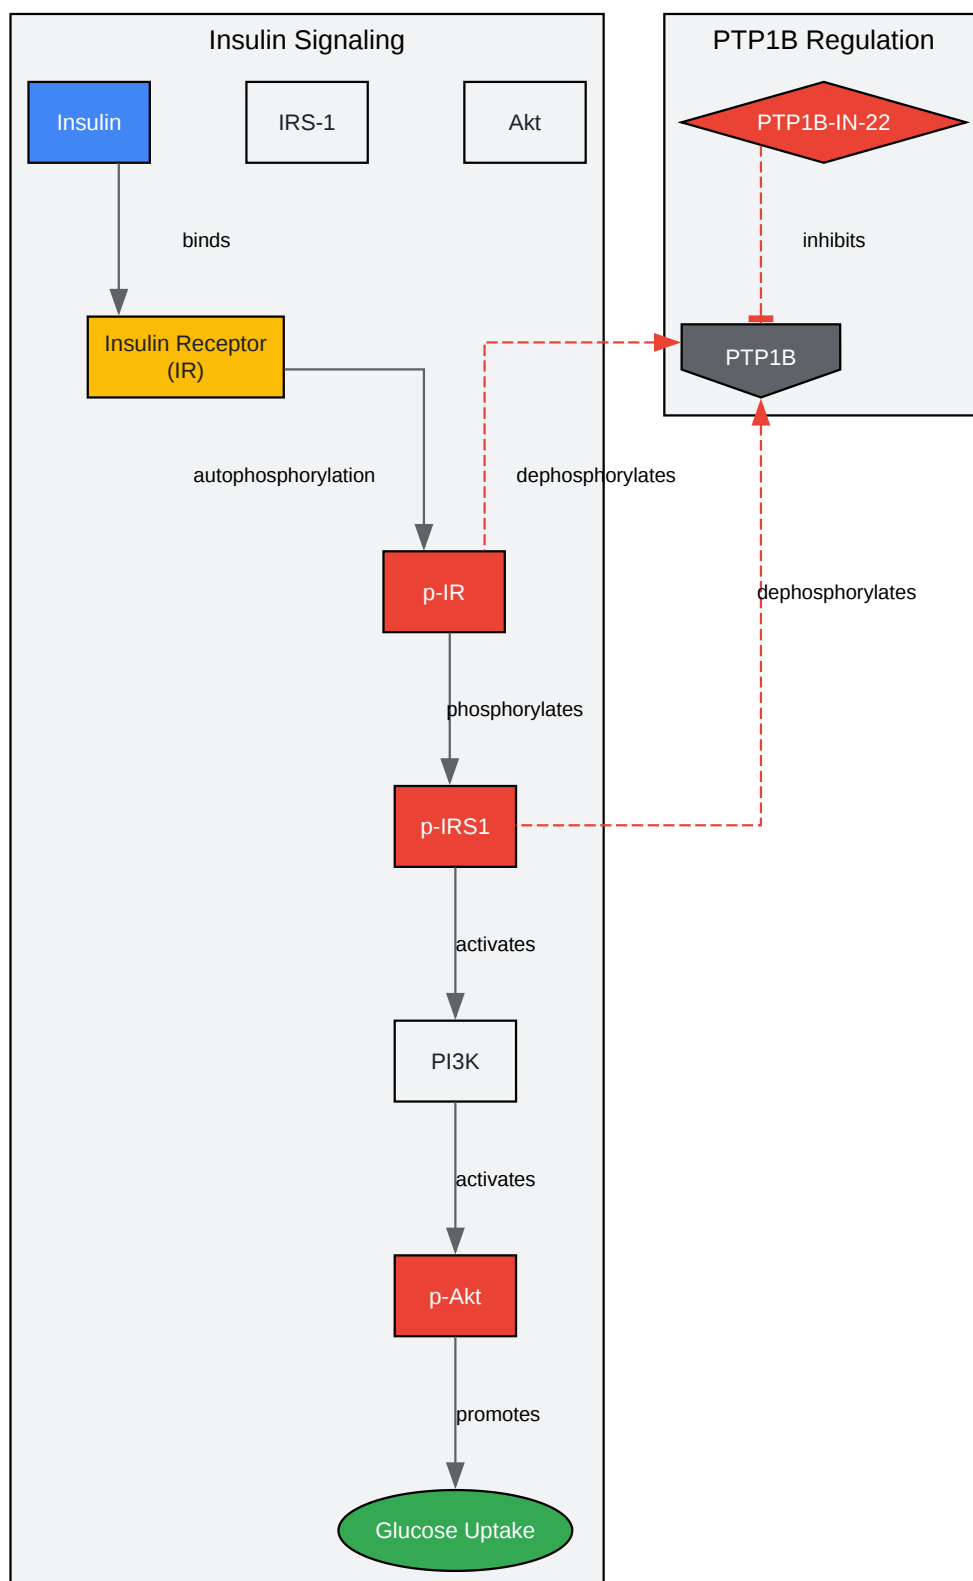 Insulin Signaling
PTP1B Regulation
Insulin
IRS-1
Akt
PTP1B-IN-22
binds
inhibits
Insulin Receptor
(IR)
PTP1B
autophosphorylation
dephosphorylates
p-IR
dephosphorylates
phosphorylates
p-IRS1
activates
PI3K
activates
p-Akt
promotes
Glucose Uptake